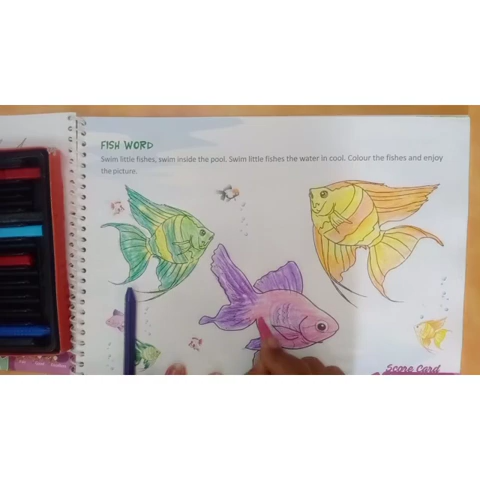 FISH WORD
Swim little fishes, swim inside the pool. Swim little fishes the water in cool. Colour the fishes and enjoy
the picture.
Score Card